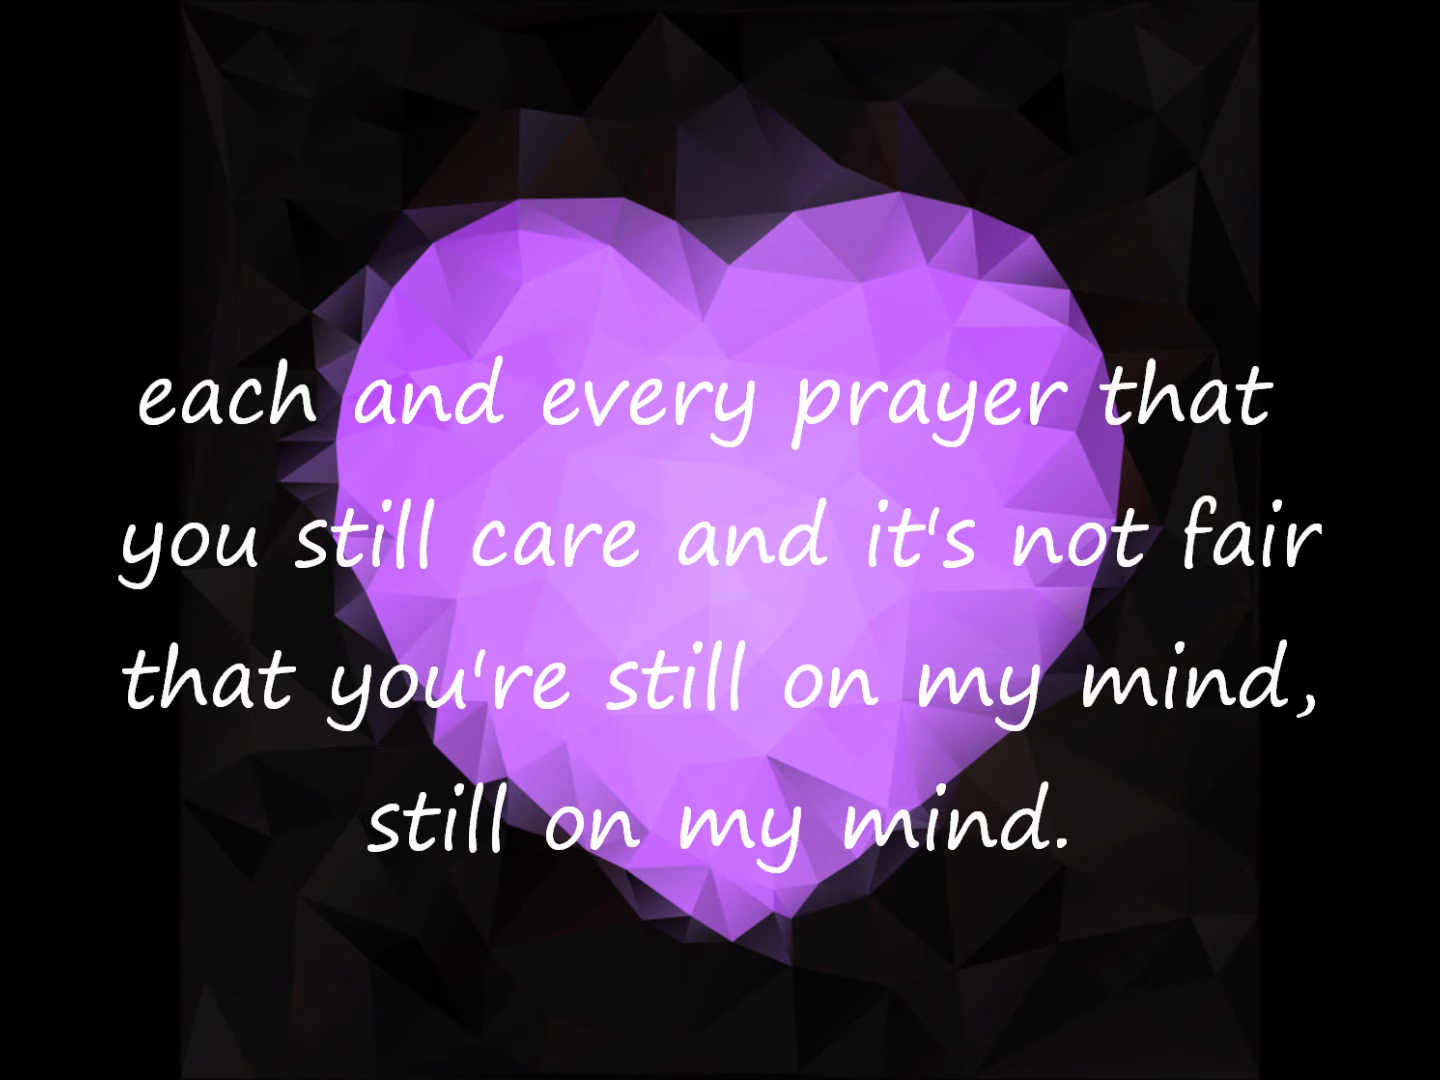 each and every prayer that
you still care and it's not fair
that you're still on my mind,
still on my mind.